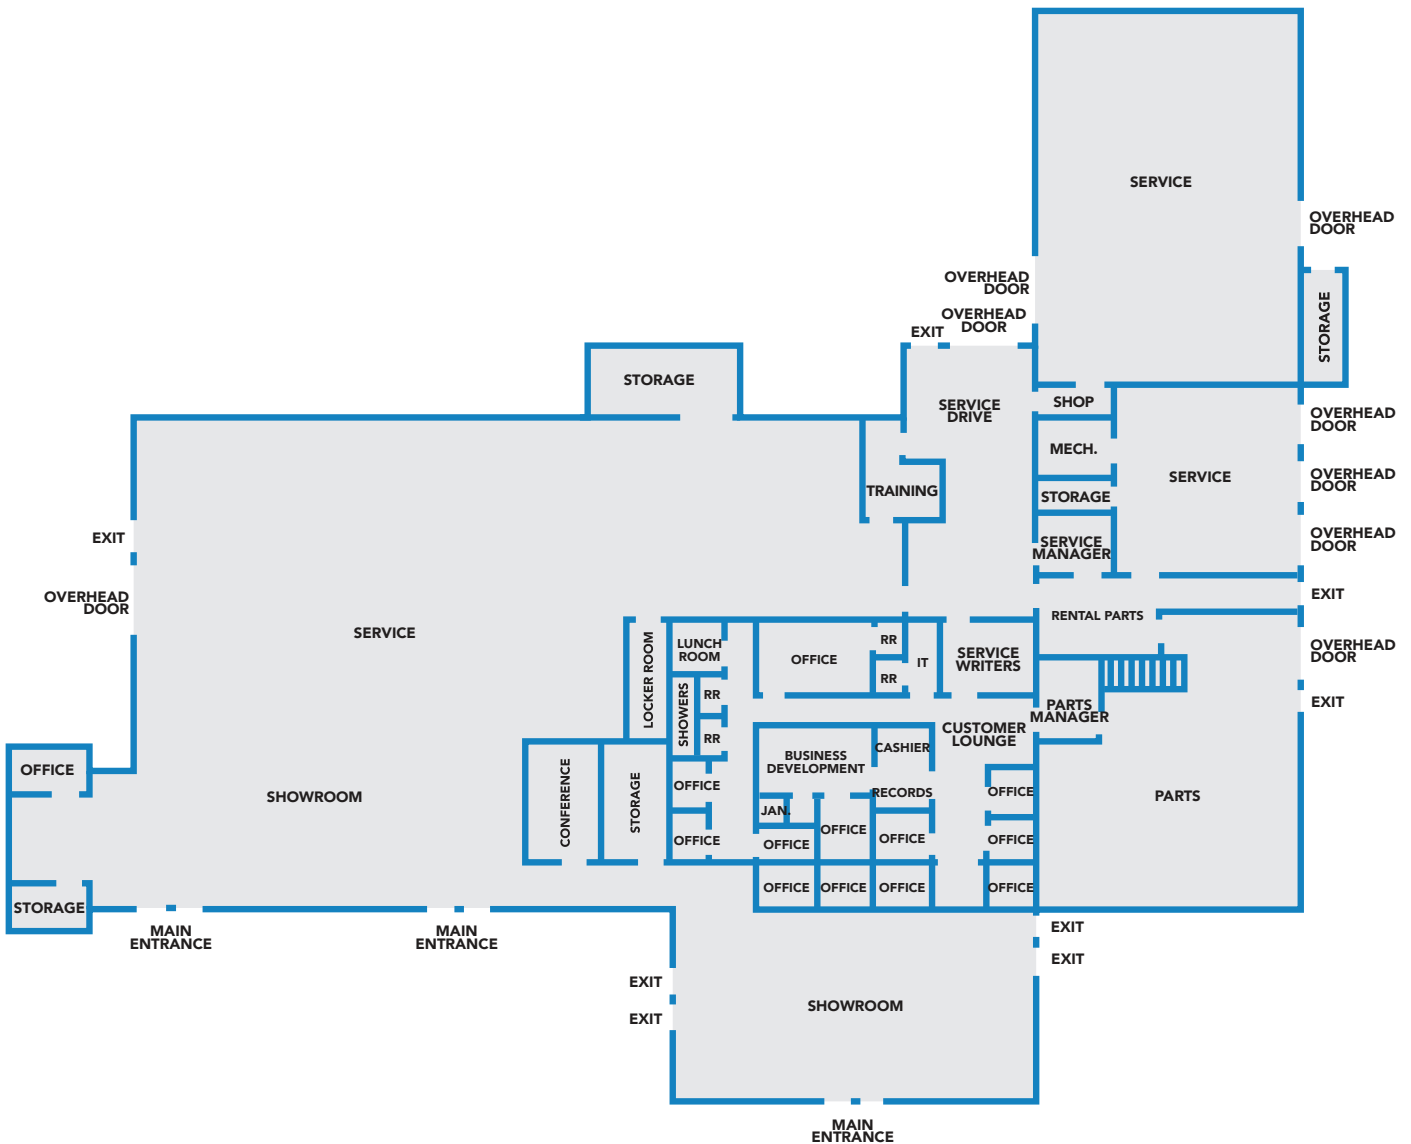 SERVICE
OVERHEAD
DOOR
OVERHEAD
DOOR
OVERHEAD
DOOR
EXIT
STORAGE
STORAGE
SERVICE
DRIVE
SHOP
OVERHEAD
DOOR
MECH.
SERVICE
OVERHEAD
DOOR
TRAINING
STORAGE
EXIT
SERVICE
MANAGER
OVERHEAD
DOOR
OVERHEAD
DOOR
EXIT
RENTAL PARTS
SERVICE
LOCKER ROOM
LUNCH
ROOM
OFFICE
RR
RR
IT
SERVICE
WRITERS
OVERHEAD
DOOR
SHOWERS
RR
RR
EXIT
PARTS
MANAGER
CUSTOMER
LOUNGE
CASHIER
BUSINESS
DEVELOPMENT
OFFICE
SHOWROOM
CONFERENCE
STORAGE
OFFICE
RECORDS
OFFICE
PARTS
JAN.
OFFICE
OFFICE
OFFICE
OFFICE
OFFICE
OFFICE
OFFICE
OFFICE
OFFICE
STORAGE
MAIN
ENTRANCE
MAIN
ENTRANCE
EXIT
EXIT
EXIT
EXIT
SHOWROOM
MAIN
ENTRANCE